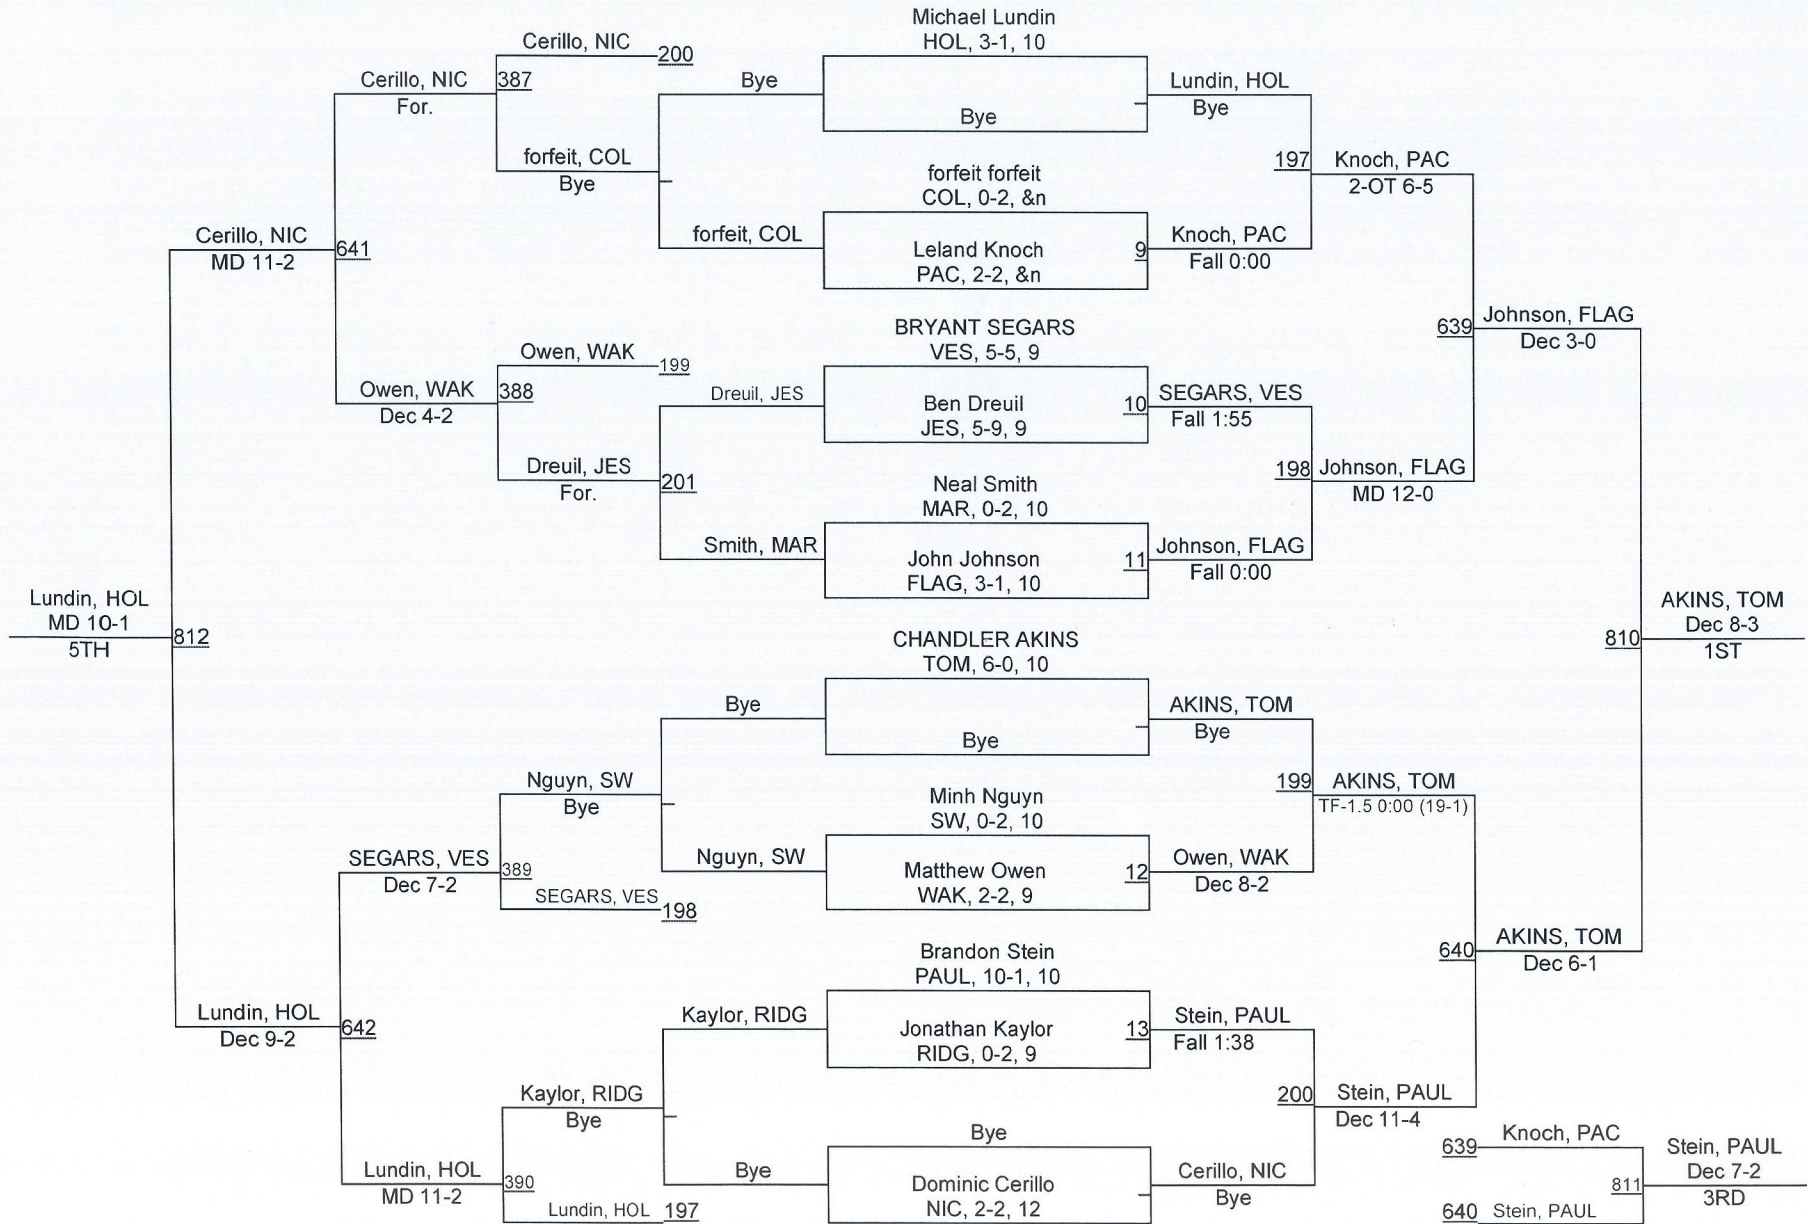 Michael Lundin
HOL, 3-1, 10
Cerillo, NIC
200
Cerillo, NIC
387
For.
Bye
Bye
Lundin, HOL
Bye
forfeit, COL
Bye
forfeit forfeit
COL, 0-2, &n
197
Knoch, PAC
2-OT 6-5
forfeit, COL
Leland Knoch
PAC, 2-2, &n
9
Knoch, PAC
Fall 0:00
Cerillo, NIC
MD 11-2
641
BRYANT SEGARS
VES, 5-5, 9
639
Johnson, FLAG
Dec 3-0
Owen, WAK
199
Owen, WAK
388
Dec 4-2
Dreuil, JES
Ben Dreuil
JES, 5-9, 9
10
SEGARS, VES
Fall 1:55
Dreuil, JES
For.
201
Neal Smith
MAR, 0-2, 10
198
Johnson, FLAG
MD 12-0
Smith, MAR
John Johnson
FLAG, 3-1, 10
11
Johnson, FLAG
Fall 0:00
Lundin, HOL
MD 10-1
5TH
812
CHANDLER AKINS
TOM, 6-0, 10
810
AKINS, TOM
Dec 8-3
1ST
Bye
Bye
AKINS, TOM
Bye
Nguyn, SW
Bye
Minh Nguyn
SW, 0-2, 10
199
AKINS, TOM
TF-1.5 0:00 (19-1)
SEGARS, VES
Dec 7-2
389
Nguyn, SW
Matthew Owen
WAK, 2-2, 9
12
Owen, WAK
Dec 8-2
SEGARS, VES
198
Brandon Stein
PAUL, 10-1, 10
640
AKINS, TOM
Dec 6-1
Lundin, HOL
Dec 9-2
642
Kaylor, RIDG
Jonathan Kaylor
RIDG, 0-2, 9
13
Stein, PAUL
Fall 1:38
Kaylor, RIDG
Bye
200
Stein, PAUL
Dec 11-4
Bye
639
Knoch, PAC
Lundin, HOL
MD 11-2
390
Bye
Dominic Cerillo
NIC, 2-2, 12
Cerillo, NIC
Bye
811
Stein, PAUL
Dec 7-2
3RD
Lundin, HOL
197
640
Stein, PAUL